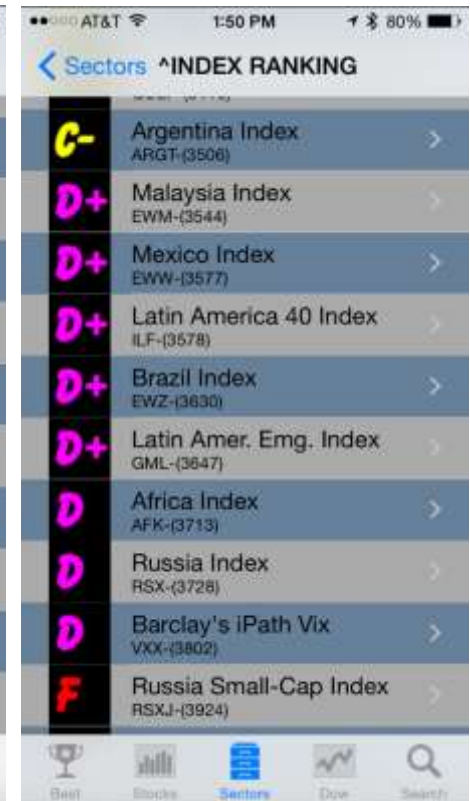 AT&T 1:50 PM 80%
Sectors ^INDEX RANKING
C- Argentina Index
ARGT-(3506)
D+ Malaysia Index
EWM-(3544)
D+ Mexico Index
EWW-(3577)
D+ Latin America 40 Index
ILF-(3578)
D+ Brazil Index
EWZ-(3630)
D+ Latin Amer. Emg. Index
GML-(3647)
D Africa Index
AFK-(3713)
D Russia Index
RSX-(3728)
D Barclay's iPath Vix
VXX-(3802)
F Russia Small-Cap Index
RSXJ-(3924)
Best Stocks Sectors Dow Search